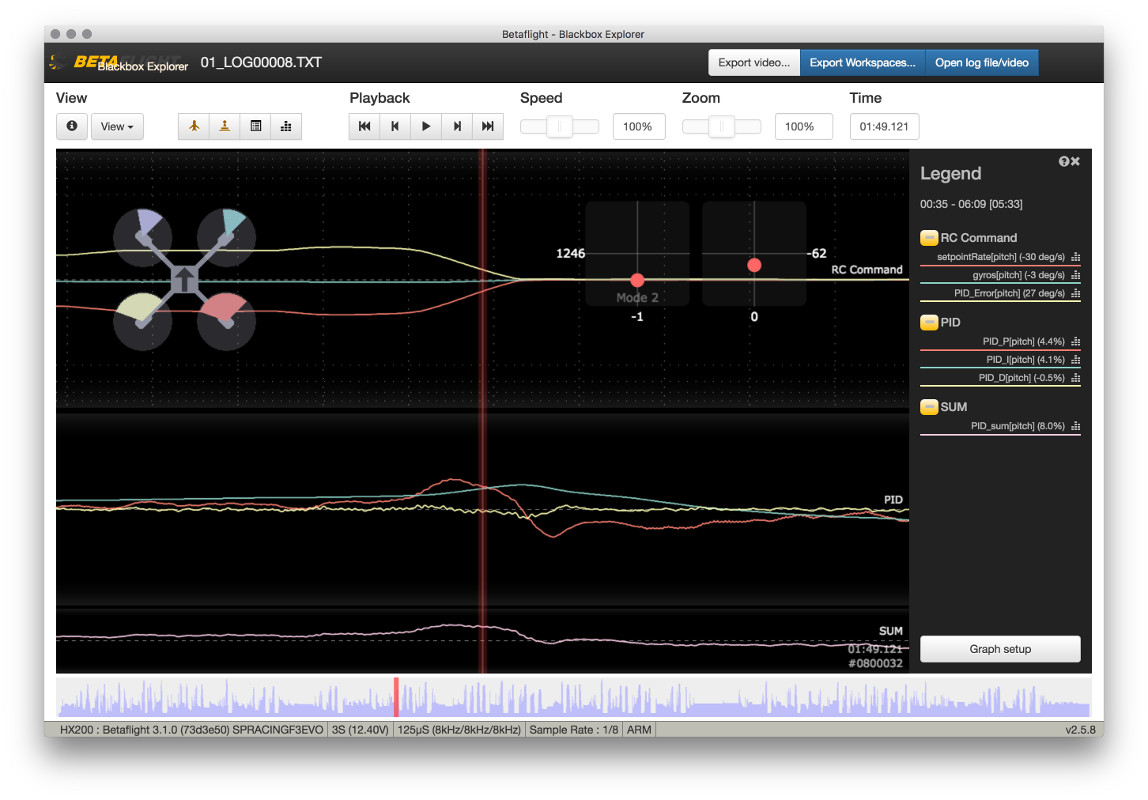 Betaflight - Blackbox Explorer
BETAFLIGHT
Blackbox Explorer
01_LOG00008.TXT
Export video...
Export Workspaces...
Open log file/video
View
Playback
Speed
Zoom
Time
View
100%
100%
01:49.121
Legend
00:35 - 06:09 [05:33]
RC Command
setpointRate[pitch] (-30 deg/s)
gyros[pitch] (-3 deg/s)
PID_Error[pitch] (27 deg/s)
PID
PID_P[pitch] (4.4%)
PID_I[pitch] (4.1%)
PID_D[pitch] (-0.5%)
SUM
PID_sum[pitch] (8.0%)
Graph setup
1246
-62
RC Command
Mode 2
-1
0
PID
SUM
01:49.121
#0800032
HX200 : Betaflight 3.1.0 (73d3e50) SPRACINGF3EVO
3S (12.40V)
125µS (8kHz/8kHz/8kHz)
Sample Rate : 1/8
ARM
v2.5.8